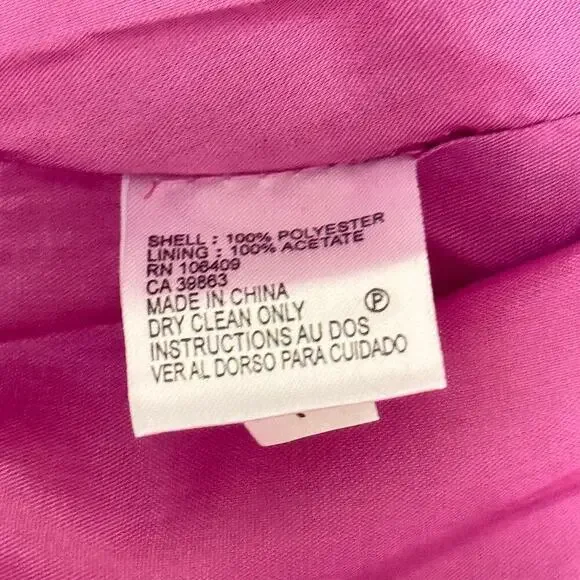 SHELL : 100% POLYESTER
LINING : 100% ACETATE
RN 106409
CA 39863
MADE IN CHINA
DRY CLEAN ONLY
P
INSTRUCTIONS AU DOS
VER AL DORSO PARA CUIDADO